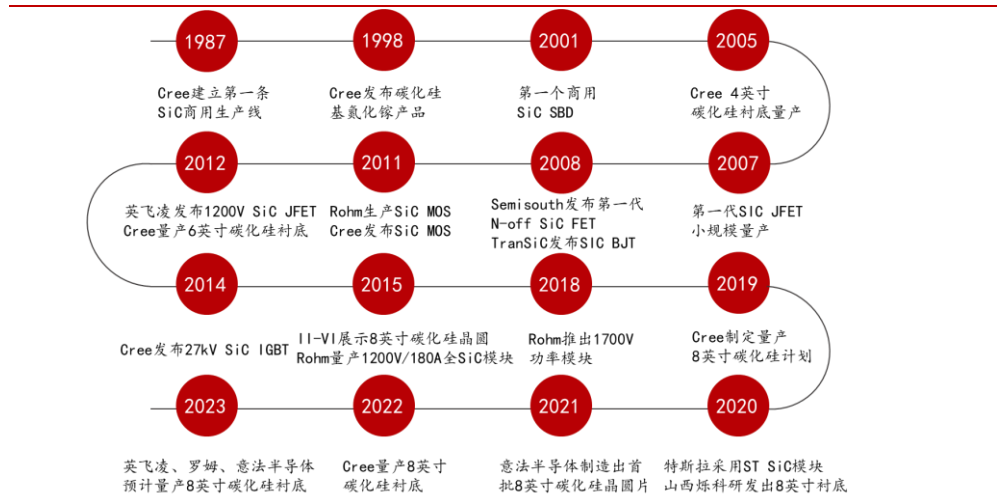 1987
Cree建立第一条
SiC商用生产线
1998
Cree发布碳化硅
基氮化镓产品
2001
第一个商用
SiC SBD
2005
Cree 4英寸
碳化硅衬底量产
2007
第一代SIC JFET
小规模量产
2008
Semisouth发布第一代
N-off SiC FET
TranSiC发布SIC BJT
2011
Rohm生产SiC MOS
Cree发布SiC MOS
2012
英飞凌发布1200V SiC JFET
Cree量产6英寸碳化硅衬底
2014
Cree发布27kV SiC IGBT
2015
II-VI展示8英寸碳化硅晶圆
Rohm量产1200V/180A全SiC模块
2018
Rohm推出1700V
功率模块
2019
Cree制定量产
8英寸碳化硅计划
2020
特斯拉采用ST SiC模块
山西烁科研发出8英寸衬底
2021
意法半导体制造出首
批8英寸碳化硅晶圆片
2022
Cree量产8英寸
碳化硅衬底
2023
英飞凌、罗姆、意法半导体
预计量产8英寸碳化硅衬底